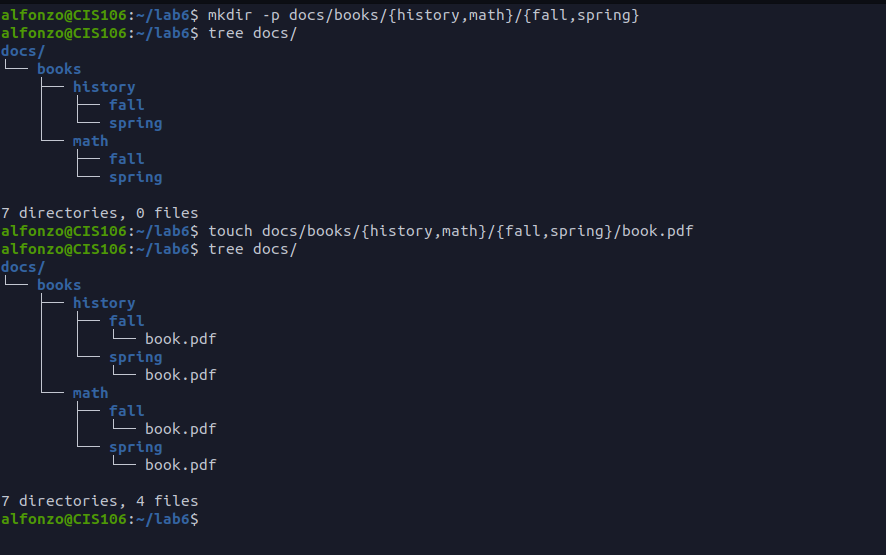 alfonzo@CIS106:~/lab6$ mkdir -p docs/books/{history,math}/{fall,spring}
alfonzo@CIS106:~/lab6$ tree docs/
docs/
└── books
    ├── history
    │   ├── fall
    │   └── spring
    └── math
        ├── fall
        └── spring

7 directories, 0 files
alfonzo@CIS106:~/lab6$ touch docs/books/{history,math}/{fall,spring}/book.pdf
alfonzo@CIS106:~/lab6$ tree docs/
docs/
└── books
    ├── history
    │   ├── fall
    │   │   └── book.pdf
    │   └── spring
    │       └── book.pdf
    └── math
        ├── fall
        │   └── book.pdf
        └── spring
            └── book.pdf

7 directories, 4 files
alfonzo@CIS106:~/lab6$